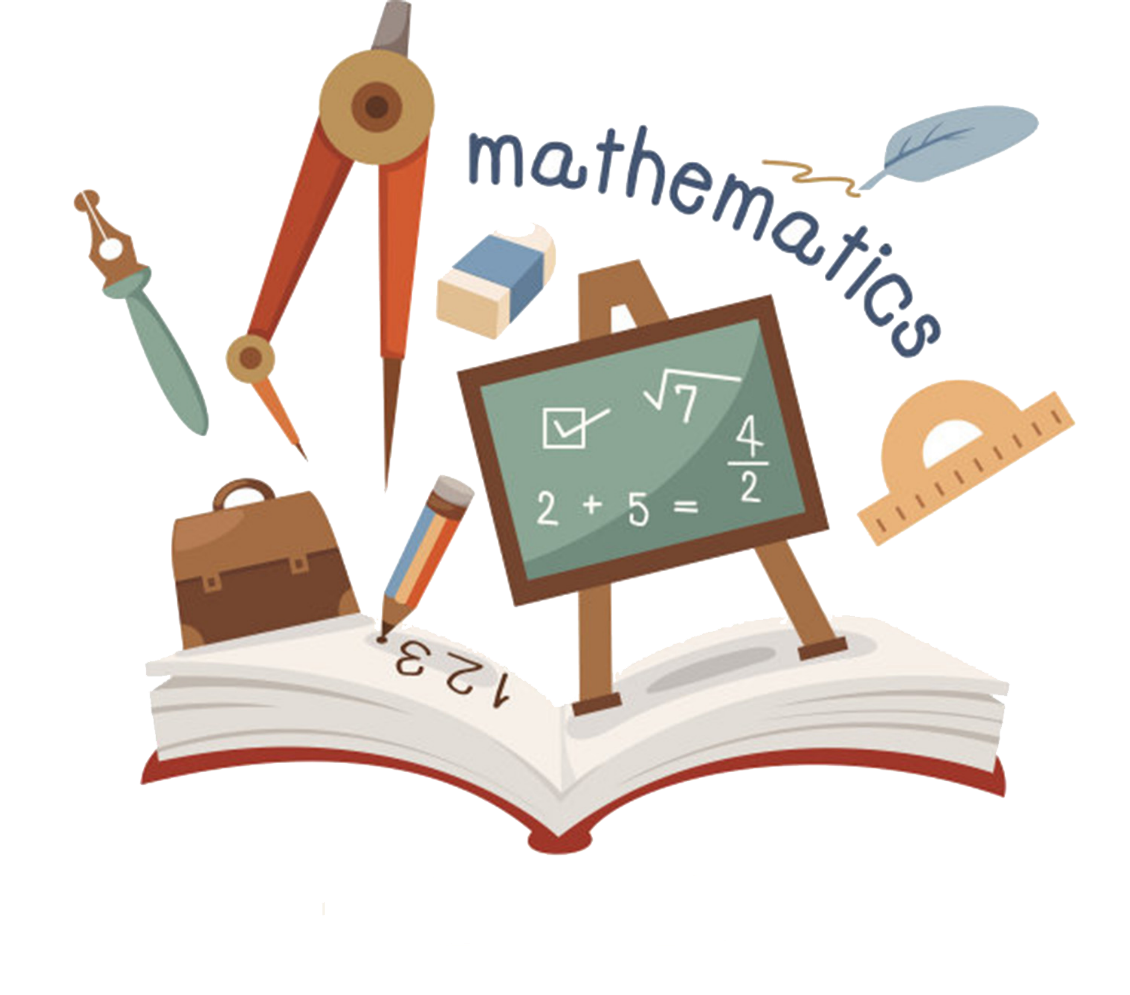 mathematics
√7
4/2
2 + 5 =
123